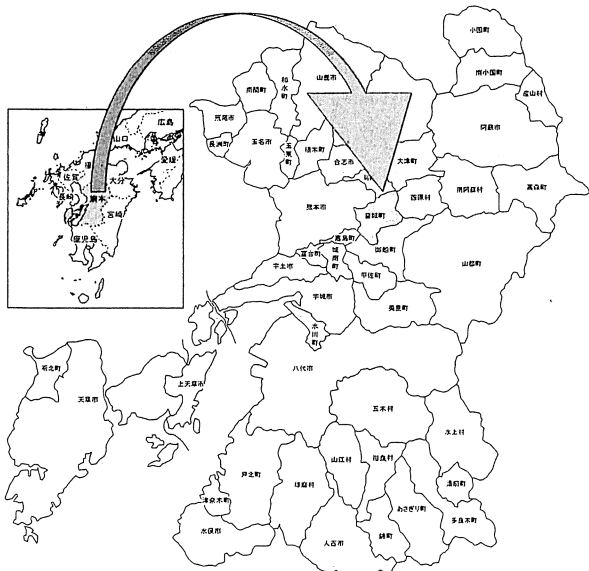 小国町
南小国町
産山村
山鹿市
和水町
南関町
荒尾市
長洲町
玉名市
玉東町
植木町
合志市
大津町
阿蘇市
広島
山口
愛媛
福
大分
佐賀
長崎
熊本
宮崎
鹿児島
熊本市
益城町
西原村
南阿蘇村
高森町
嘉島町
御船町
山都町
富合町
城南町
宇土市
甲佐町
宇城市
美里町
氷川町
八代市
苓北町
天草市
上天草市
五木村
水上村
山江村
相良村
湯前町
芦北町
球磨村
津奈木町
あさぎり町
多良木町
水俣市
人吉市
錦町